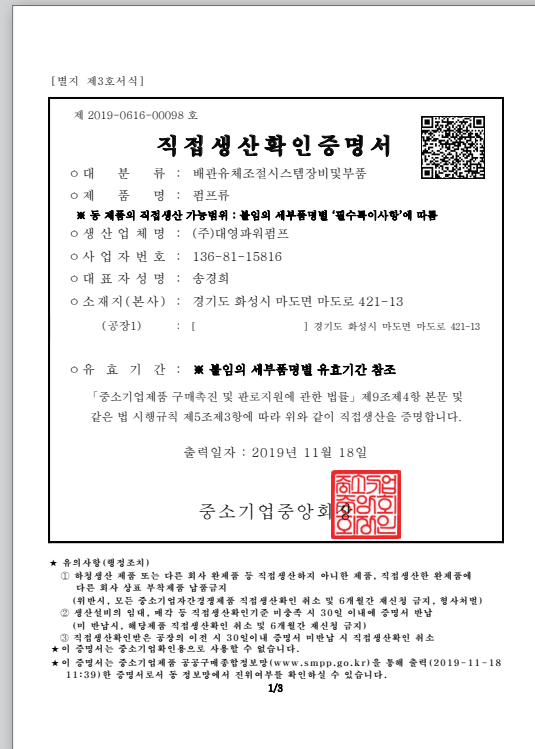 [별지 제3호서식]
제 2019-0616-00098 호
직접생산확인증명서
ㅇ대 분 류 : 배관유체조절시스템장비및부품
ㅇ제 품 명 : 펌프류
※ 동 제품의 직접생산 가능범위 : 붙임의 세부품명별 '필수특이사항'에 따름
ㅇ생산업체명 : (주)대영파워펌프
ㅇ사업자번호 : 136-81-15816
ㅇ대표자성명 : 송경희
ㅇ소재지(본사) : 경기도 화성시 마도면 마도로 421-13
(공장1) : [ ] 경기도 화성시 마도면 마도로 421-13
ㅇ유 효 기 간 : ※ 붙임의 세부품명별 유효기간 참조
「중소기업제품 구매촉진 및 판로지원에 관한 법률」제9조제4항 본문 및
같은 법 시행규칙 제5조제3항에 따라 위와 같이 직접생산을 증명합니다.
출력일자 : 2019년 11월 18일
중소기업중앙회장
중소기업
중앙회
회장인
★ 유의사항(행정조치)
① 하청생산 제품 또는 다른 회사 완제품 등 직접생산하지 아니한 제품, 직접생산한 완제품에
다른 회사 상표 부착제품 납품금지
(위반시, 모든 중소기업자간경쟁제품 직접생산확인 취소 및 6개월간 재신청 금지, 형사처벌)
② 생산설비의 임대, 매각 등 직접생산확인기준 미충족 시 30일 이내에 증명서 반납
(미 반납시, 해당제품 직접생산확인 취소 및 6개월간 재신청 금지)
③ 직접생산확인받은 공장의 이전 시 30일이내 증명서 미반납 시 직접생산확인 취소
★이 증명서는 중소기업확인용으로 사용할 수 없습니다.
★이 증명서는 중소기업제품 공공구매종합정보망(www.smpp.go.kr)을 통해 출력(2019-11-18
11:39)한 증명서로서 동 정보망에서 진위여부를 확인하실 수 있습니다.
1/3